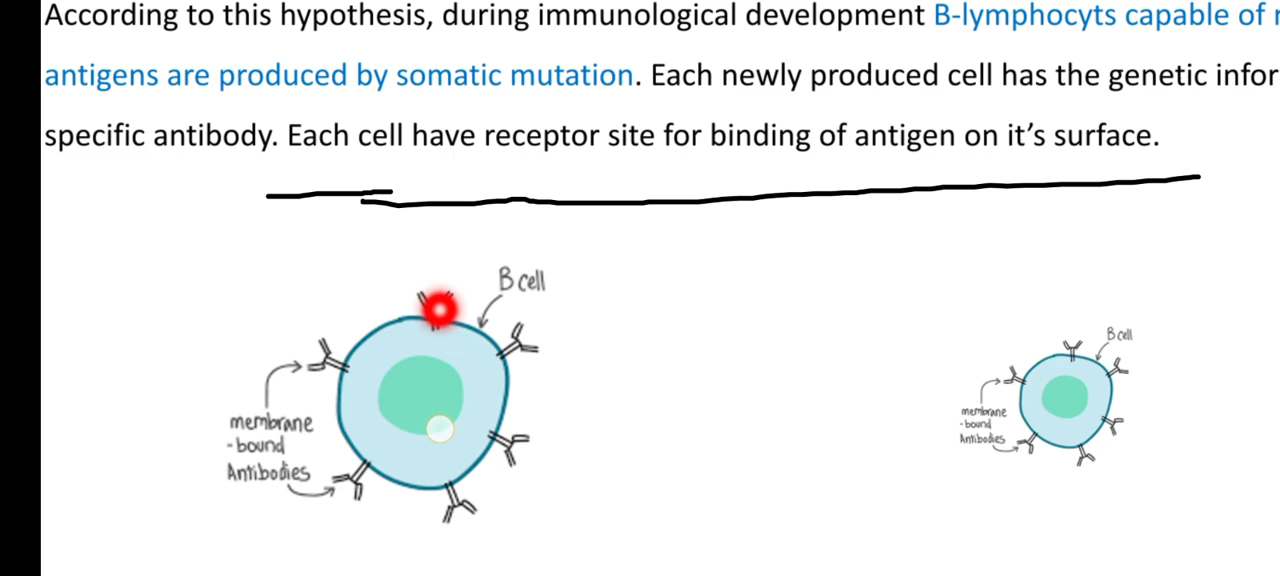 According to this hypothesis, during immunological development B-lymphocyts capable of
antigens are produced by somatic mutation. Each newly produced cell has the genetic infor
specific antibody. Each cell have receptor site for binding of antigen on it’s surface.
B cell
membrane
-bound
Antibodies
B cell
membrane
-bound
Antibodies